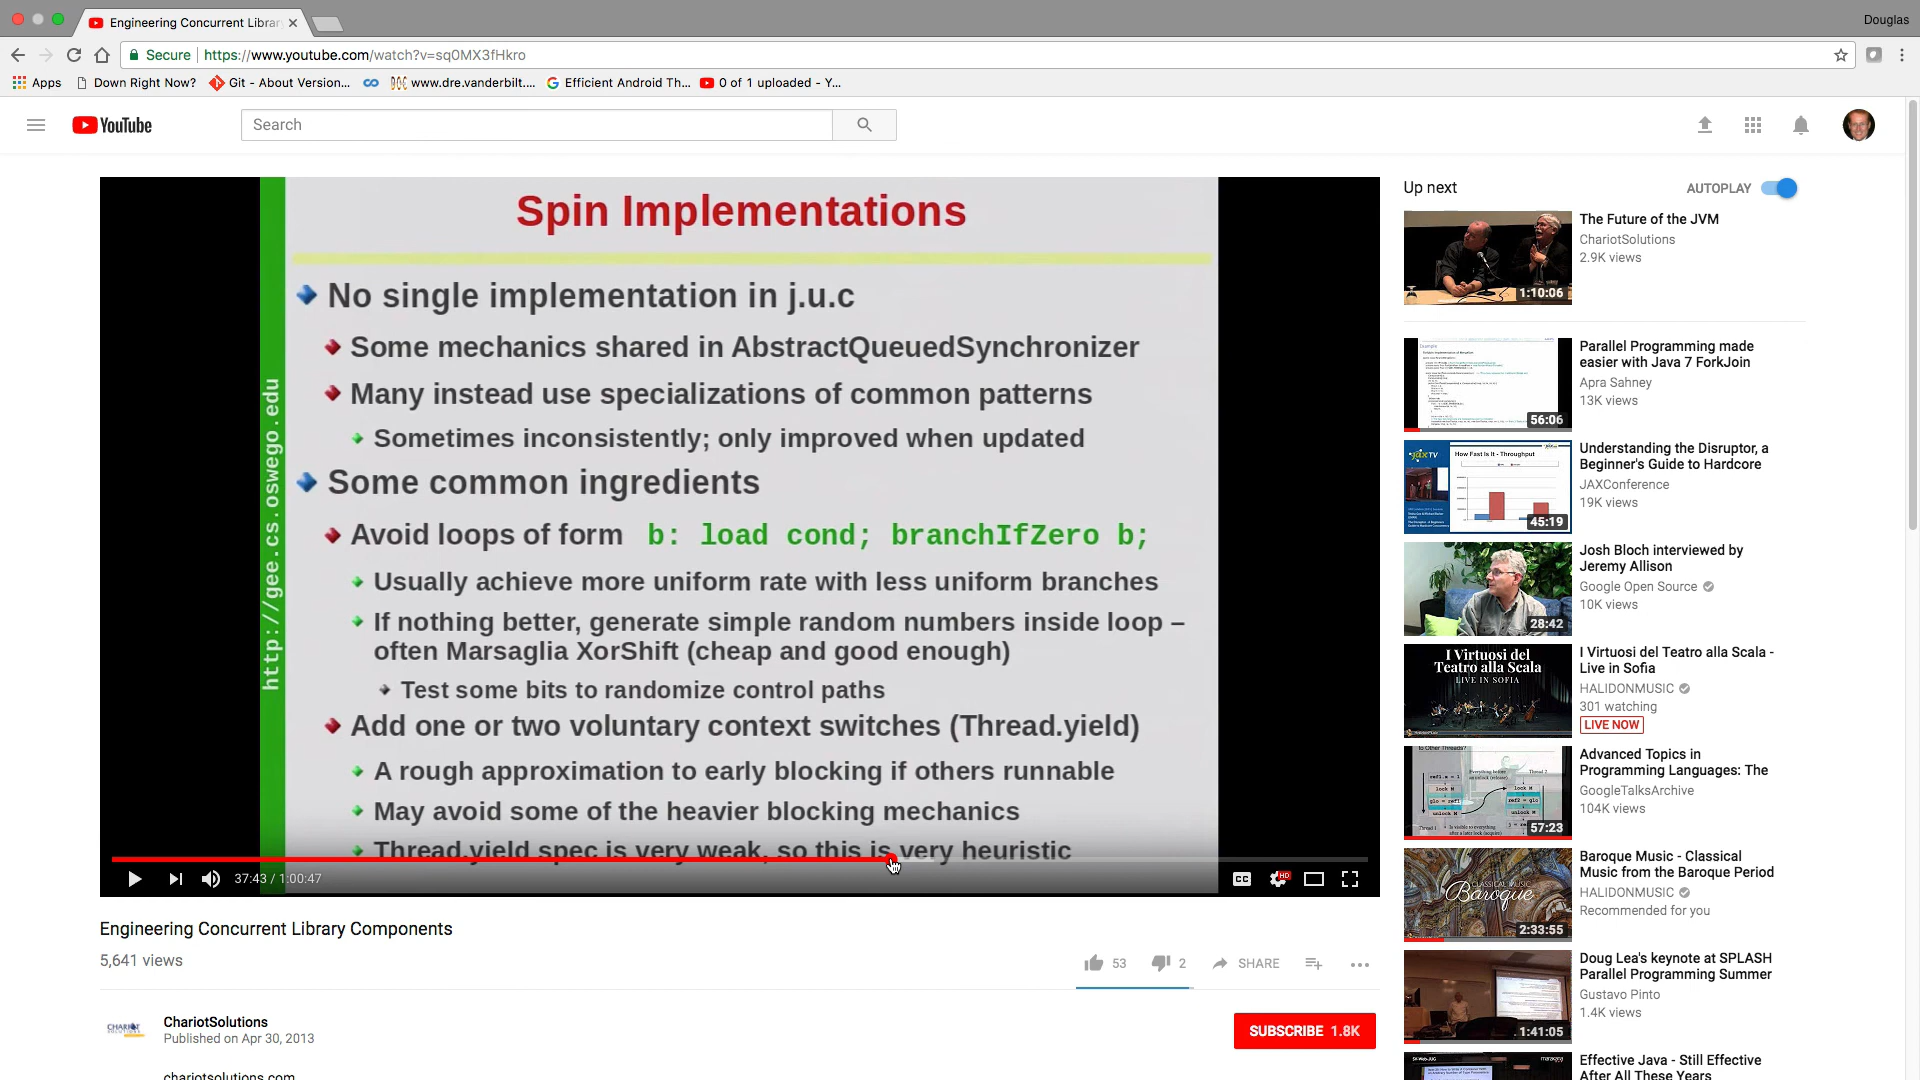 Engineering Concurrent Librar
Douglas
Secure
https://www.youtube.com/watch?v=sq0MX3fHkro
Apps
Down Right Now?
Git - About Version...
www.dre.vanderbilt....
Efficient Android Th...
0 of 1 uploaded - Y...
YouTube
Search
Spin Implementations
No single implementation in j.u.c
Some mechanics shared in AbstractQueuedSynchronizer
Many instead use specializations of common patterns
Sometimes inconsistently; only improved when updated
Some common ingredients
Avoid loops of form b: load cond; branchIfZero b;
Usually achieve more uniform rate with less uniform branches
If nothing better, generate simple random numbers inside loop –
often Marsaglia XorShift (cheap and good enough)
Test some bits to randomize control paths
Add one or two voluntary context switches (Thread.yield)
A rough approximation to early blocking if others runnable
May avoid some of the heavier blocking mechanics
Thread.yield spec is very weak, so this is very heuristic
http://gee.cs.oswego.edu
37:43 / 1:00:47
CC
HD
Engineering Concurrent Library Components
5,641 views
53
2
SHARE
CHARIOT
ChariotSolutions
Published on Apr 30, 2013
SUBSCRIBE 1.8K
chariotsolutions.com
Up next
AUTOPLAY
1:10:06
The Future of the JVM
ChariotSolutions
2.9K views
56:06
Parallel Programming made
easier with Java 7 ForkJoin
Apra Sahney
13K views
How Fast Is It - Throughput
45:19
Understanding the Disruptor, a
Beginner's Guide to Hardcore
JAXConference
19K views
28:42
Josh Bloch interviewed by
Jeremy Allison
Google Open Source
10K views
I Virtuosi del
Teatro alla Scala
LIVE IN SOFIA
I Virtuosi del Teatro alla Scala -
Live in Sofia
HALIDONMUSIC
301 watching
LIVE NOW
57:23
Advanced Topics in
Programming Languages: The
GoogleTalksArchive
104K views
CLASSICAL MUSIC
Baroque
2:33:55
Baroque Music - Classical
Music from the Baroque Period
HALIDONMUSIC
Recommended for you
1:41:05
Doug Lea's keynote at SPLASH
Parallel Programming Summer
Gustavo Pinto
1.4K views
Effective Java - Still Effective
After All These Years